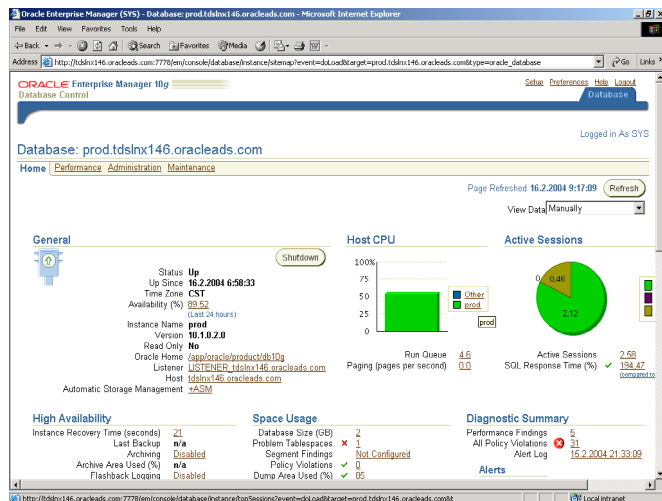 Oracle Enterprise Manager (SYS) - Database: prod.tdslnx146.oracleads.com - Microsoft Internet Explorer
File Edit View Favorites Tools Help
Back Search Favorites Media
Address http://tdslnx146.oracleads.com:7778/em/console/database/instance/sitemap?event=doLoad&target=prod.tdslnx146.oracleads.com&type=oracle_database Go Links
ORACLE Enterprise Manager 10g Setup Preferences Help Logout
Database Control Database
Logged in As SYS
Database: prod.tdslnx146.oracleads.com
Home Performance Administration Maintenance
Page Refreshed 16.2.2004 9:17:09 Refresh
View Data Manually
General Host CPU Active Sessions
Shutdown
Status Up
Up Since 16.2.2004 6:58:33
Time Zone CST
Availability (%) 89.52
(Last 24 hours)
Instance Name prod
Version 10.1.0.2.0
Read Only No
Oracle Home /app/oracle/product/db10g
Listener LISTENER_tdslnx146.oracleads.com
Host tdslnx146.oracleads.com
Automatic Storage Management +ASM
100%
75
50
25
0
Other
prod
prod
Run Queue 4.6
Paging (pages per second) 0.0
0,46
2,12
Active Sessions 2.58
SQL Response Time (%) 194.47
(compared to
High Availability Space Usage Diagnostic Summary
Instance Recovery Time (seconds) 21
Last Backup n/a
Archiving Disabled
Archive Area Used (%) n/a
Flashback Logging Disabled
Database Size (GB) 2
Problem Tablespaces 1
Segment Findings Not Configured
Policy Violations 0
Dump Area Used (%) 85
Performance Findings 5
All Policy Violations 31
Alert Log 15.2.2004 21:33:09
Alerts
http://tdslnx146.oracleads.com:7778/em/console/database/instance/topSessions?event=doLoad&target=prod.tdslnx146.oracleads.com&t Local intranet